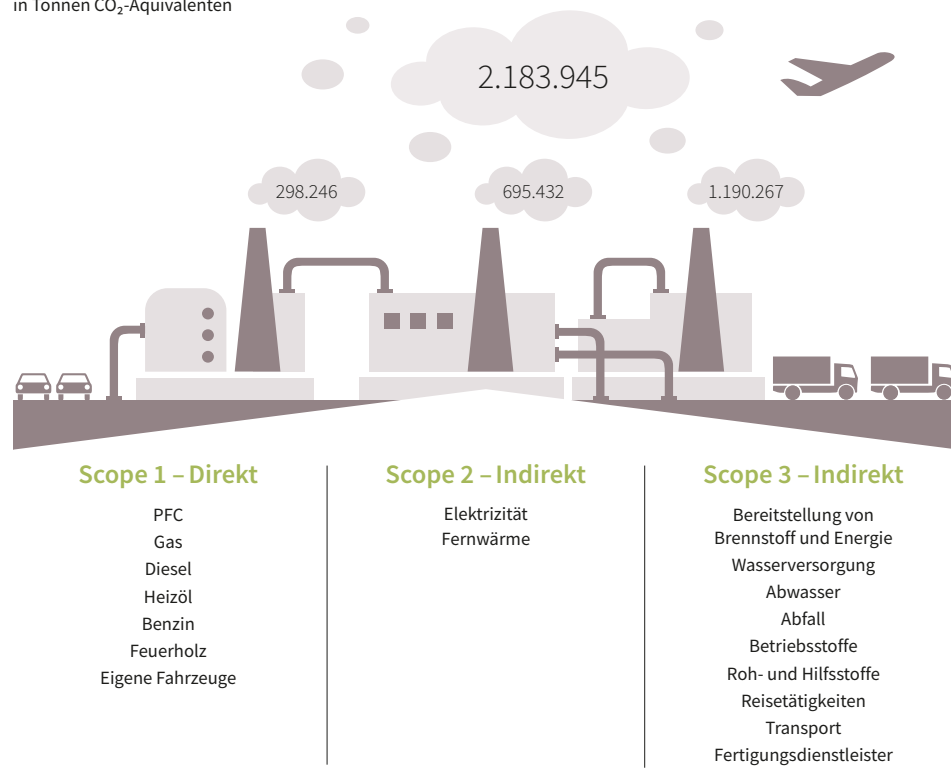 in Tonnen CO₂-Äquivalenten
2.183.945
298.246
695.432
1.190.267
Scope 1 – Direkt
PFC
Gas
Diesel
Heizöl
Benzin
Feuerholz
Eigene Fahrzeuge
Scope 2 – Indirekt
Elektrizität
Fernwärme
Scope 3 – Indirekt
Bereitstellung von
Brennstoff und Energie
Wasserversorgung
Abwasser
Abfall
Betriebsstoffe
Roh- und Hilfsstoffe
Reisetätigkeiten
Transport
Fertigungsdienstleister